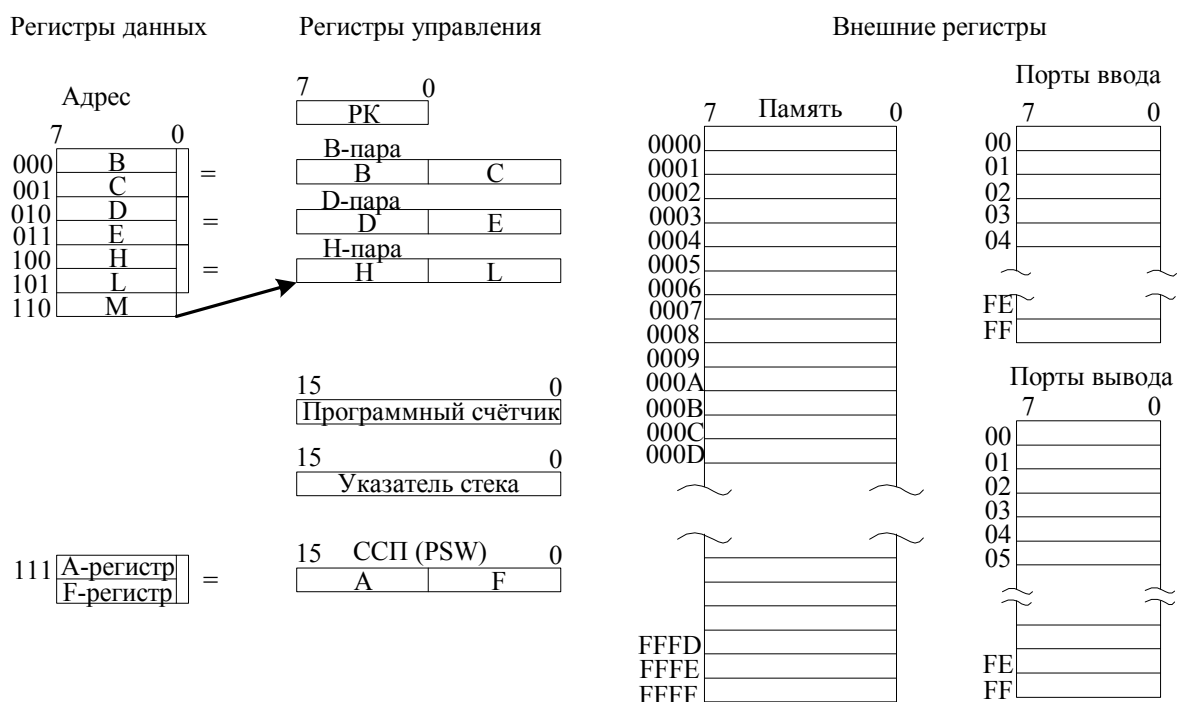 Регистры данных
Регистры управления
Внешние регистры
Адрес
7 0
000 B
001 C
010 D
011 E
100 H
101 L
110 M
=
=
=
7 0
РК
В-пара
B C
D-пара
D E
Н-пара
H L
15 0
Программный счётчик
15 0
Указатель стека
111 А-регистр
F-регистр
=
15 ССП (PSW) 0
A F
7 Память 0
0000
0001
0002
0003
0004
0005
0006
0007
0008
0009
000A
000B
000C
000D
FFFD
FFFE
FFFF
Порты ввода
7 0
00
01
02
03
04
FE
FF
Порты вывода
7 0
00
01
02
03
04
05
FE
FF